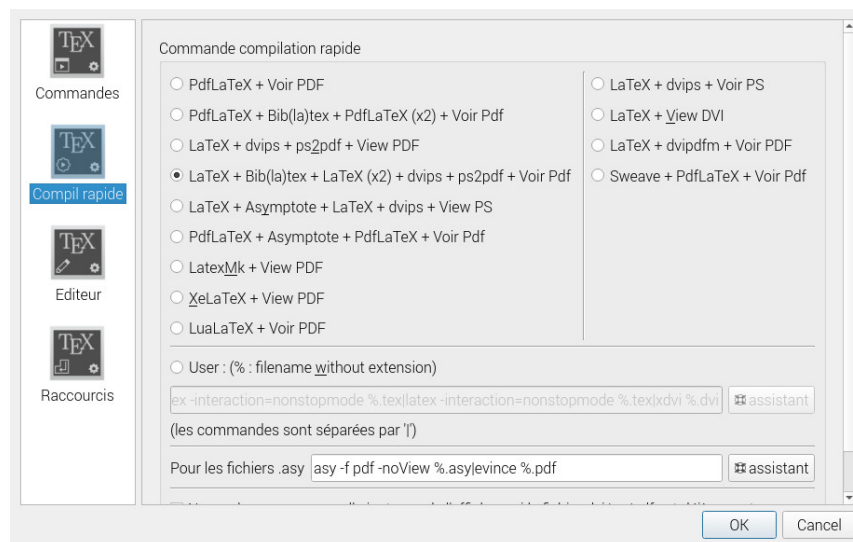 TEX
Commandes
TEX
Compil rapide
TEX
Editeur
TEX
Raccourcis
Commande compilation rapide
PdfLaTeX + Voir PDF
PdfLaTeX + Bib(la)tex + PdfLaTeX (x2) + Voir Pdf
LaTeX + dvips + ps2pdf + View PDF
LaTeX + Bib(la)tex + LaTeX (x2) + dvips + ps2pdf + Voir Pdf
LaTeX + Asymptote + LaTeX + dvips + View PS
PdfLaTeX + Asymptote + PdfLaTeX + Voir Pdf
LatexMk + View PDF
XeLaTeX + View PDF
LuaLaTeX + Voir PDF
LaTeX + dvips + Voir PS
LaTeX + View DVI
LaTeX + dvipdfm + Voir PDF
Sweave + PdfLaTeX + Voir Pdf
User : (% : filename without extension)
ex -interaction=nonstopmode %.tex|latex -interaction=nonstopmode %.tex|xdvi %.dvi
assistant
(les commandes sont séparées par '|')
Pour les fichiers .asy
asy -f pdf -noView %.asy|evince %.pdf
assistant
OK
Cancel